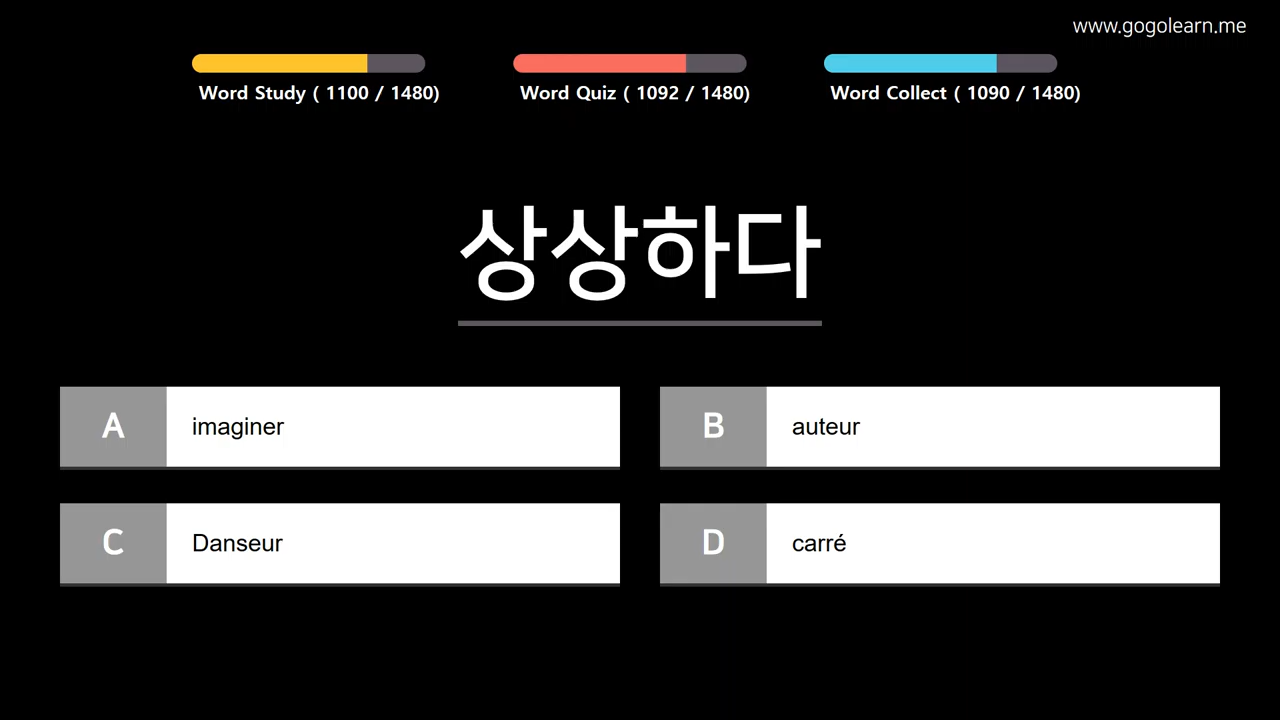 www.gogolearn.me
Word Study ( 1100 / 1480)
Word Quiz ( 1092 / 1480)
Word Collect ( 1090 / 1480)
상상하다
A imaginer
B auteur
C Danseur
D carré